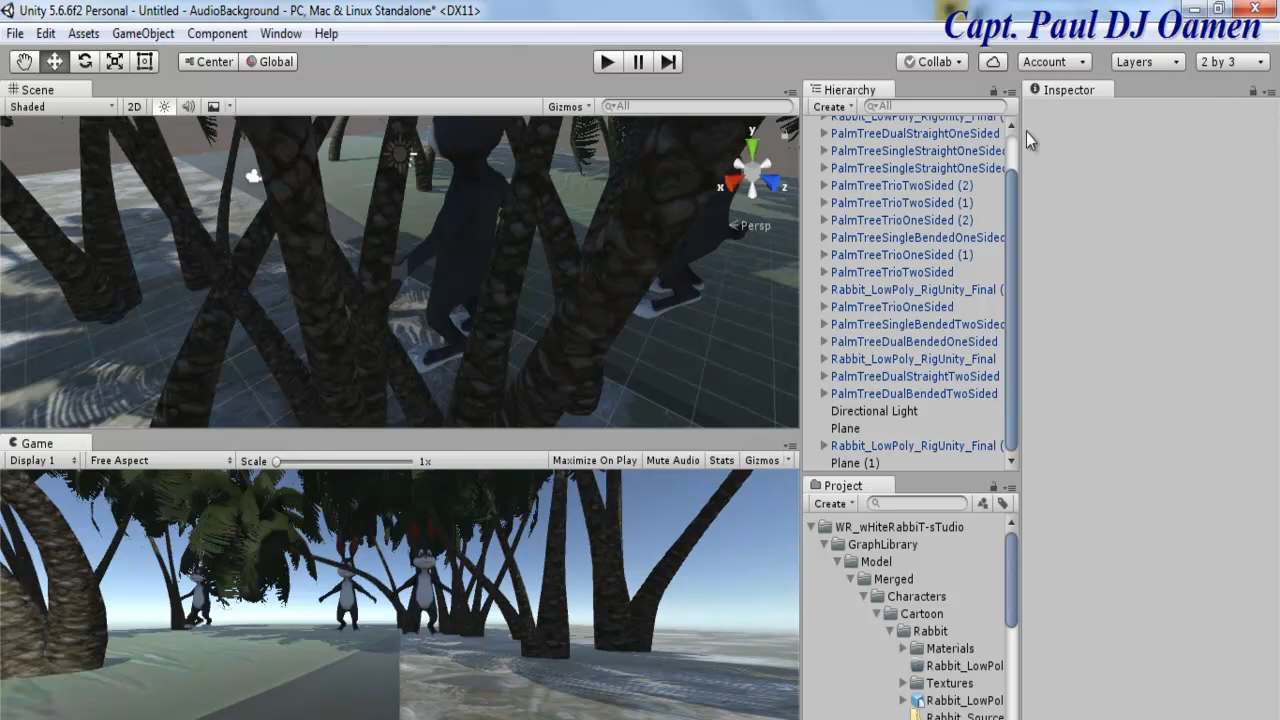 Unity 5.6.6f2 Personal - Untitled - AudioBackground - PC, Mac & Linux Standalone* <DX11>
Capt. Paul DJ Oamen
File Edit Assets GameObject Component Window Help
Center Global Collab Account Layers 2 by 3
Scene
Shaded 2D Gizmos All
y
x
z
Persp
Hierarchy
Create All
Rabbit_LowPoly_RigUnity_Final (
PalmTreeDualStraightOneSided
PalmTreeSingleStraightOneSided
PalmTreeSingleStraightOneSided
PalmTreeTrioTwoSided (2)
PalmTreeTrioTwoSided (1)
PalmTreeTrioOneSided (2)
PalmTreeSingleBendedOneSided
PalmTreeTrioOneSided (1)
PalmTreeTrioTwoSided
Rabbit_LowPoly_RigUnity_Final (
PalmTreeTrioOneSided
PalmTreeSingleBendedTwoSided
PalmTreeDualBendedOneSided
Rabbit_LowPoly_RigUnity_Final
PalmTreeDualStraightTwoSided
PalmTreeDualBendedTwoSided
Directional Light
Plane
Rabbit_LowPoly_RigUnity_Final (
Plane (1)
Inspector
Game
Display 1 Free Aspect Scale 1x Maximize On Play Mute Audio Stats Gizmos
Project
Create
WR_wHiteRabbiT-sTudio
GraphLibrary
Model
Merged
Characters
Cartoon
Rabbit
Materials
Rabbit_LowPol
Textures
Rabbit_LowPol
Rabbit_Source